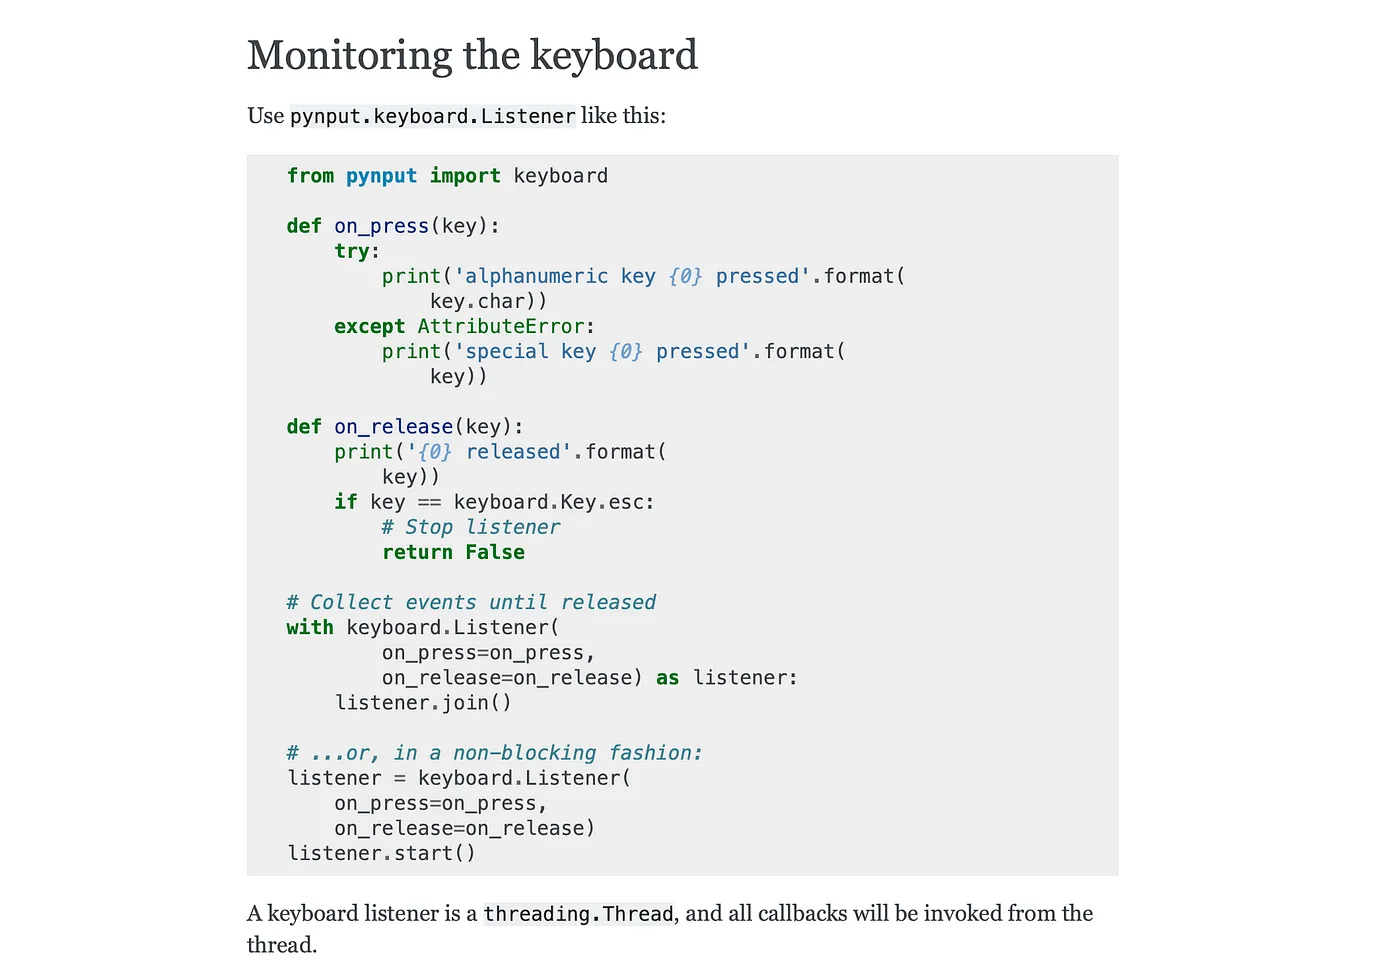 Monitoring the keyboard
Use pynput.keyboard.Listener like this:
from pynput import keyboard
def on_press(key):
    try:
        print('alphanumeric key {0} pressed'.format(
            key.char))
    except AttributeError:
        print('special key {0} pressed'.format(
            key))
def on_release(key):
    print('{0} released'.format(
        key))
    if key == keyboard.Key.esc:
        # Stop listener
        return False
# Collect events until released
with keyboard.Listener(
        on_press=on_press,
        on_release=on_release) as listener:
    listener.join()
# ...or, in a non-blocking fashion:
listener = keyboard.Listener(
    on_press=on_press,
    on_release=on_release)
listener.start()
A keyboard listener is a threading.Thread, and all callbacks will be invoked from the
thread.